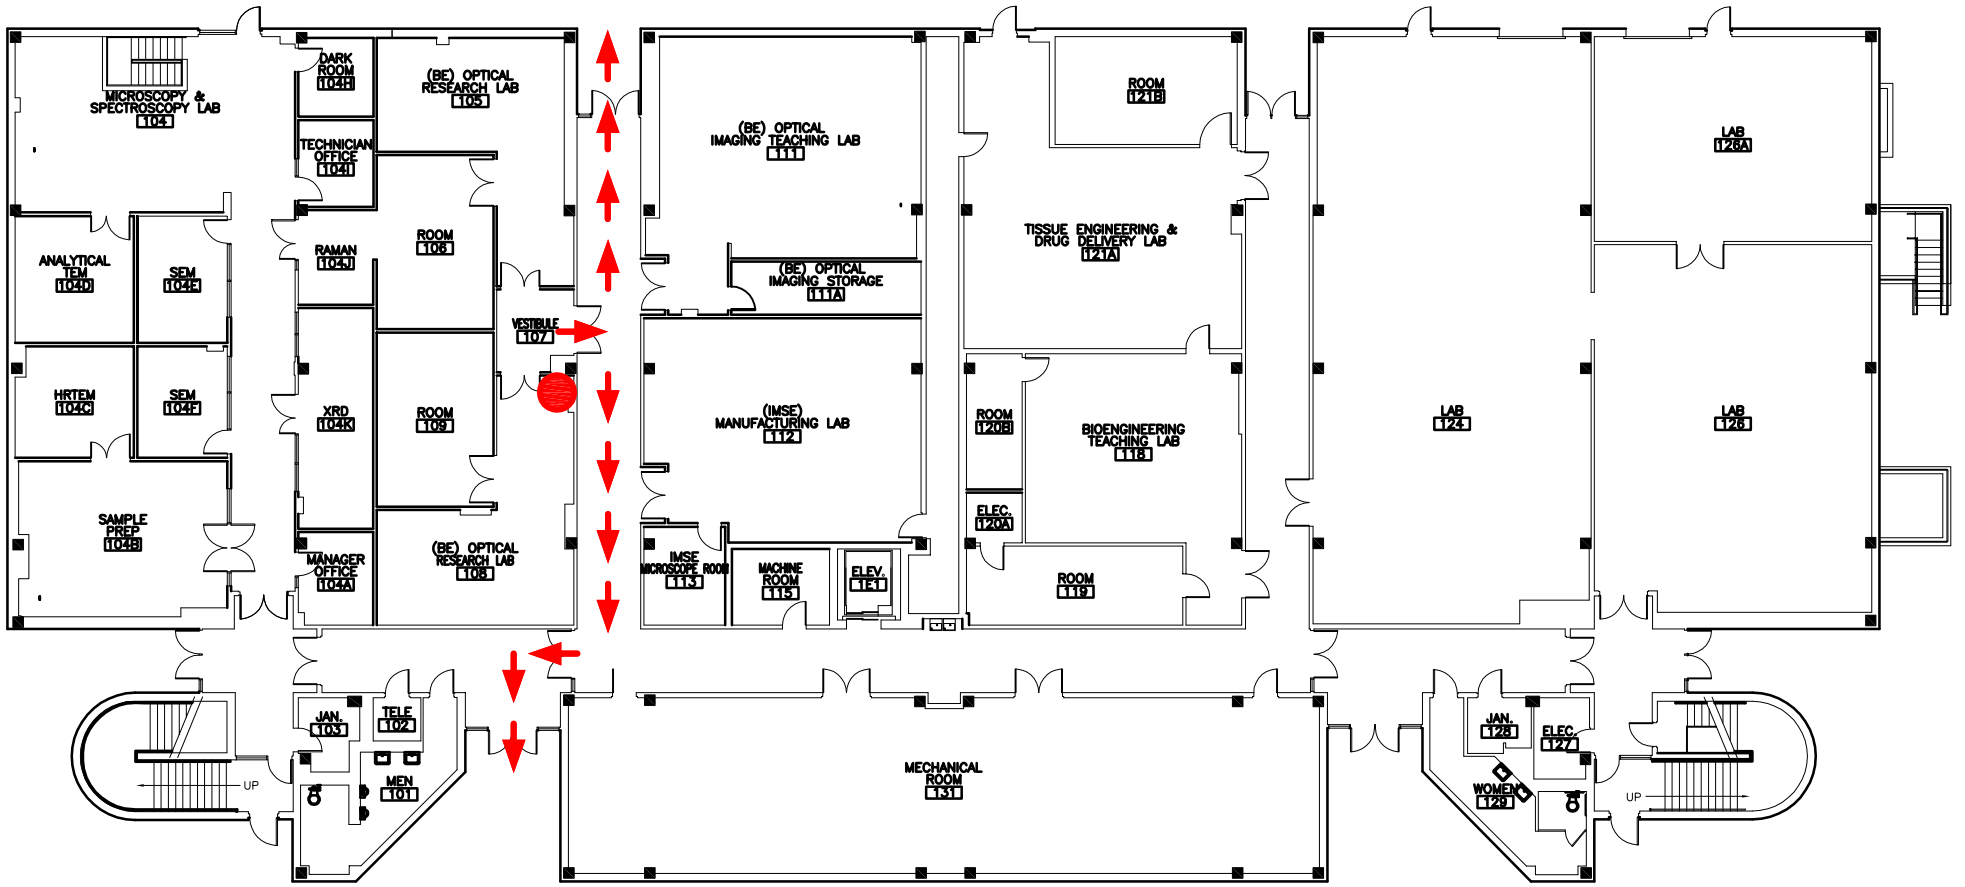 MICROSCOPY &
SPECTROSCOPY LAB
104
DARK
ROOM
104H
TECHNICIAN
OFFICE
104I
(BE) OPTICAL
RESEARCH LAB
105
ROOM
106
RAMAN
104J
ANALYTICAL
TEM
104D
SEM
104E
HRTEM
104C
SEM
104F
XRD
104K
ROOM
109
VESTIBULE
107
SAMPLE
PREP
104B
MANAGER
OFFICE
104A
(BE) OPTICAL
RESEARCH LAB
108
(BE) OPTICAL
IMAGING TEACHING LAB
111
(BE) OPTICAL
IMAGING STORAGE
111A
(IMSE)
MANUFACTURING LAB
112
IMSE
MICROSCOPE ROOM
113
MACHINE
ROOM
115
ELEV.
1E1
ROOM
121B
TISSUE ENGINEERING &
DRUG DELIVERY LAB
121A
ROOM
120B
BIOENGINEERING
TEACHING LAB
118
ELEC.
120A
ROOM
119
LAB
124
LAB
126A
LAB
126
JAN.
103
TELE
102
MEN
101
UP
MECHANICAL
ROOM
131
JAN.
128
ELEC.
127
WOMEN
129
UP